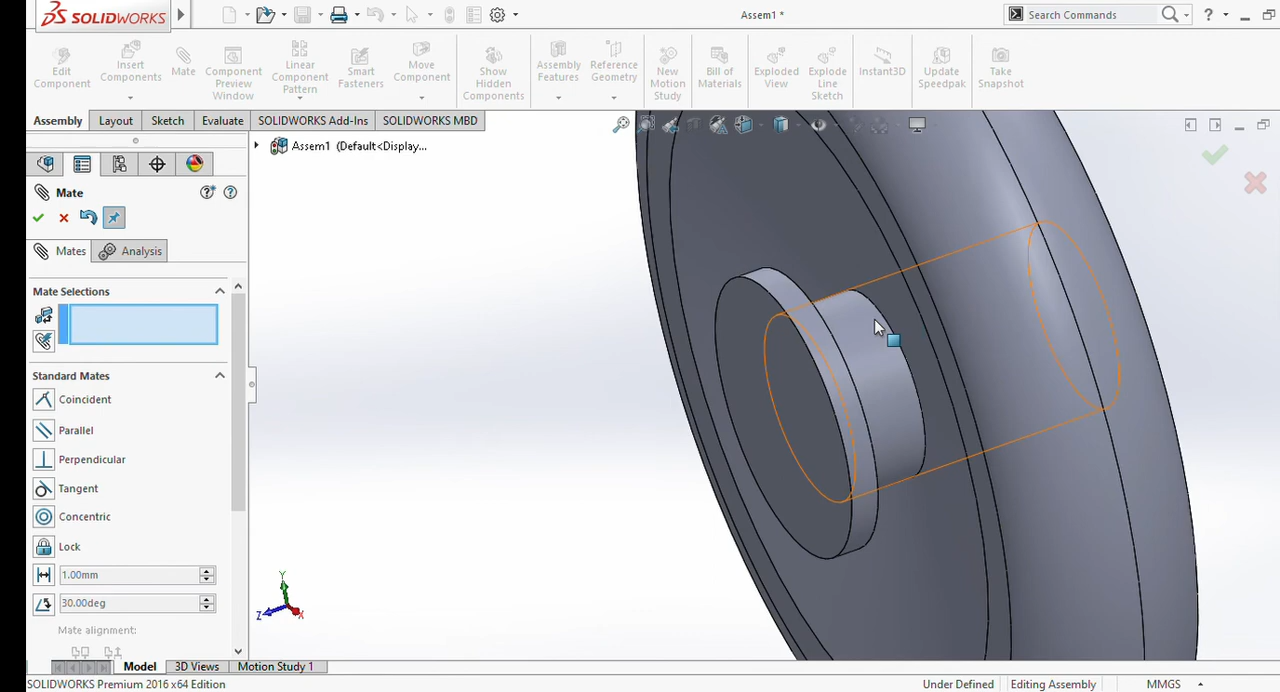 SOLIDWORKS
Assem1 *
Search Commands
Edit Component
Insert Components
Mate
Component Preview Window
Linear Component Pattern
Smart Fasteners
Move Component
Show Hidden Components
Assembly Features
Reference Geometry
New Motion Study
Bill of Materials
Exploded View
Explode Line Sketch
Instant3D
Update Speedpak
Take Snapshot
Assembly Layout Sketch Evaluate SOLIDWORKS Add-Ins SOLIDWORKS MBD
Assem1 (Default<Display...
Mate
Mates Analysis
Mate Selections
Standard Mates
Coincident
Parallel
Perpendicular
Tangent
Concentric
Lock
1.00mm
30.00deg
Mate alignment:
Y
Z
X
Model 3D Views Motion Study 1
SOLIDWORKS Premium 2016 x64 Edition
Under Defined Editing Assembly MMGS